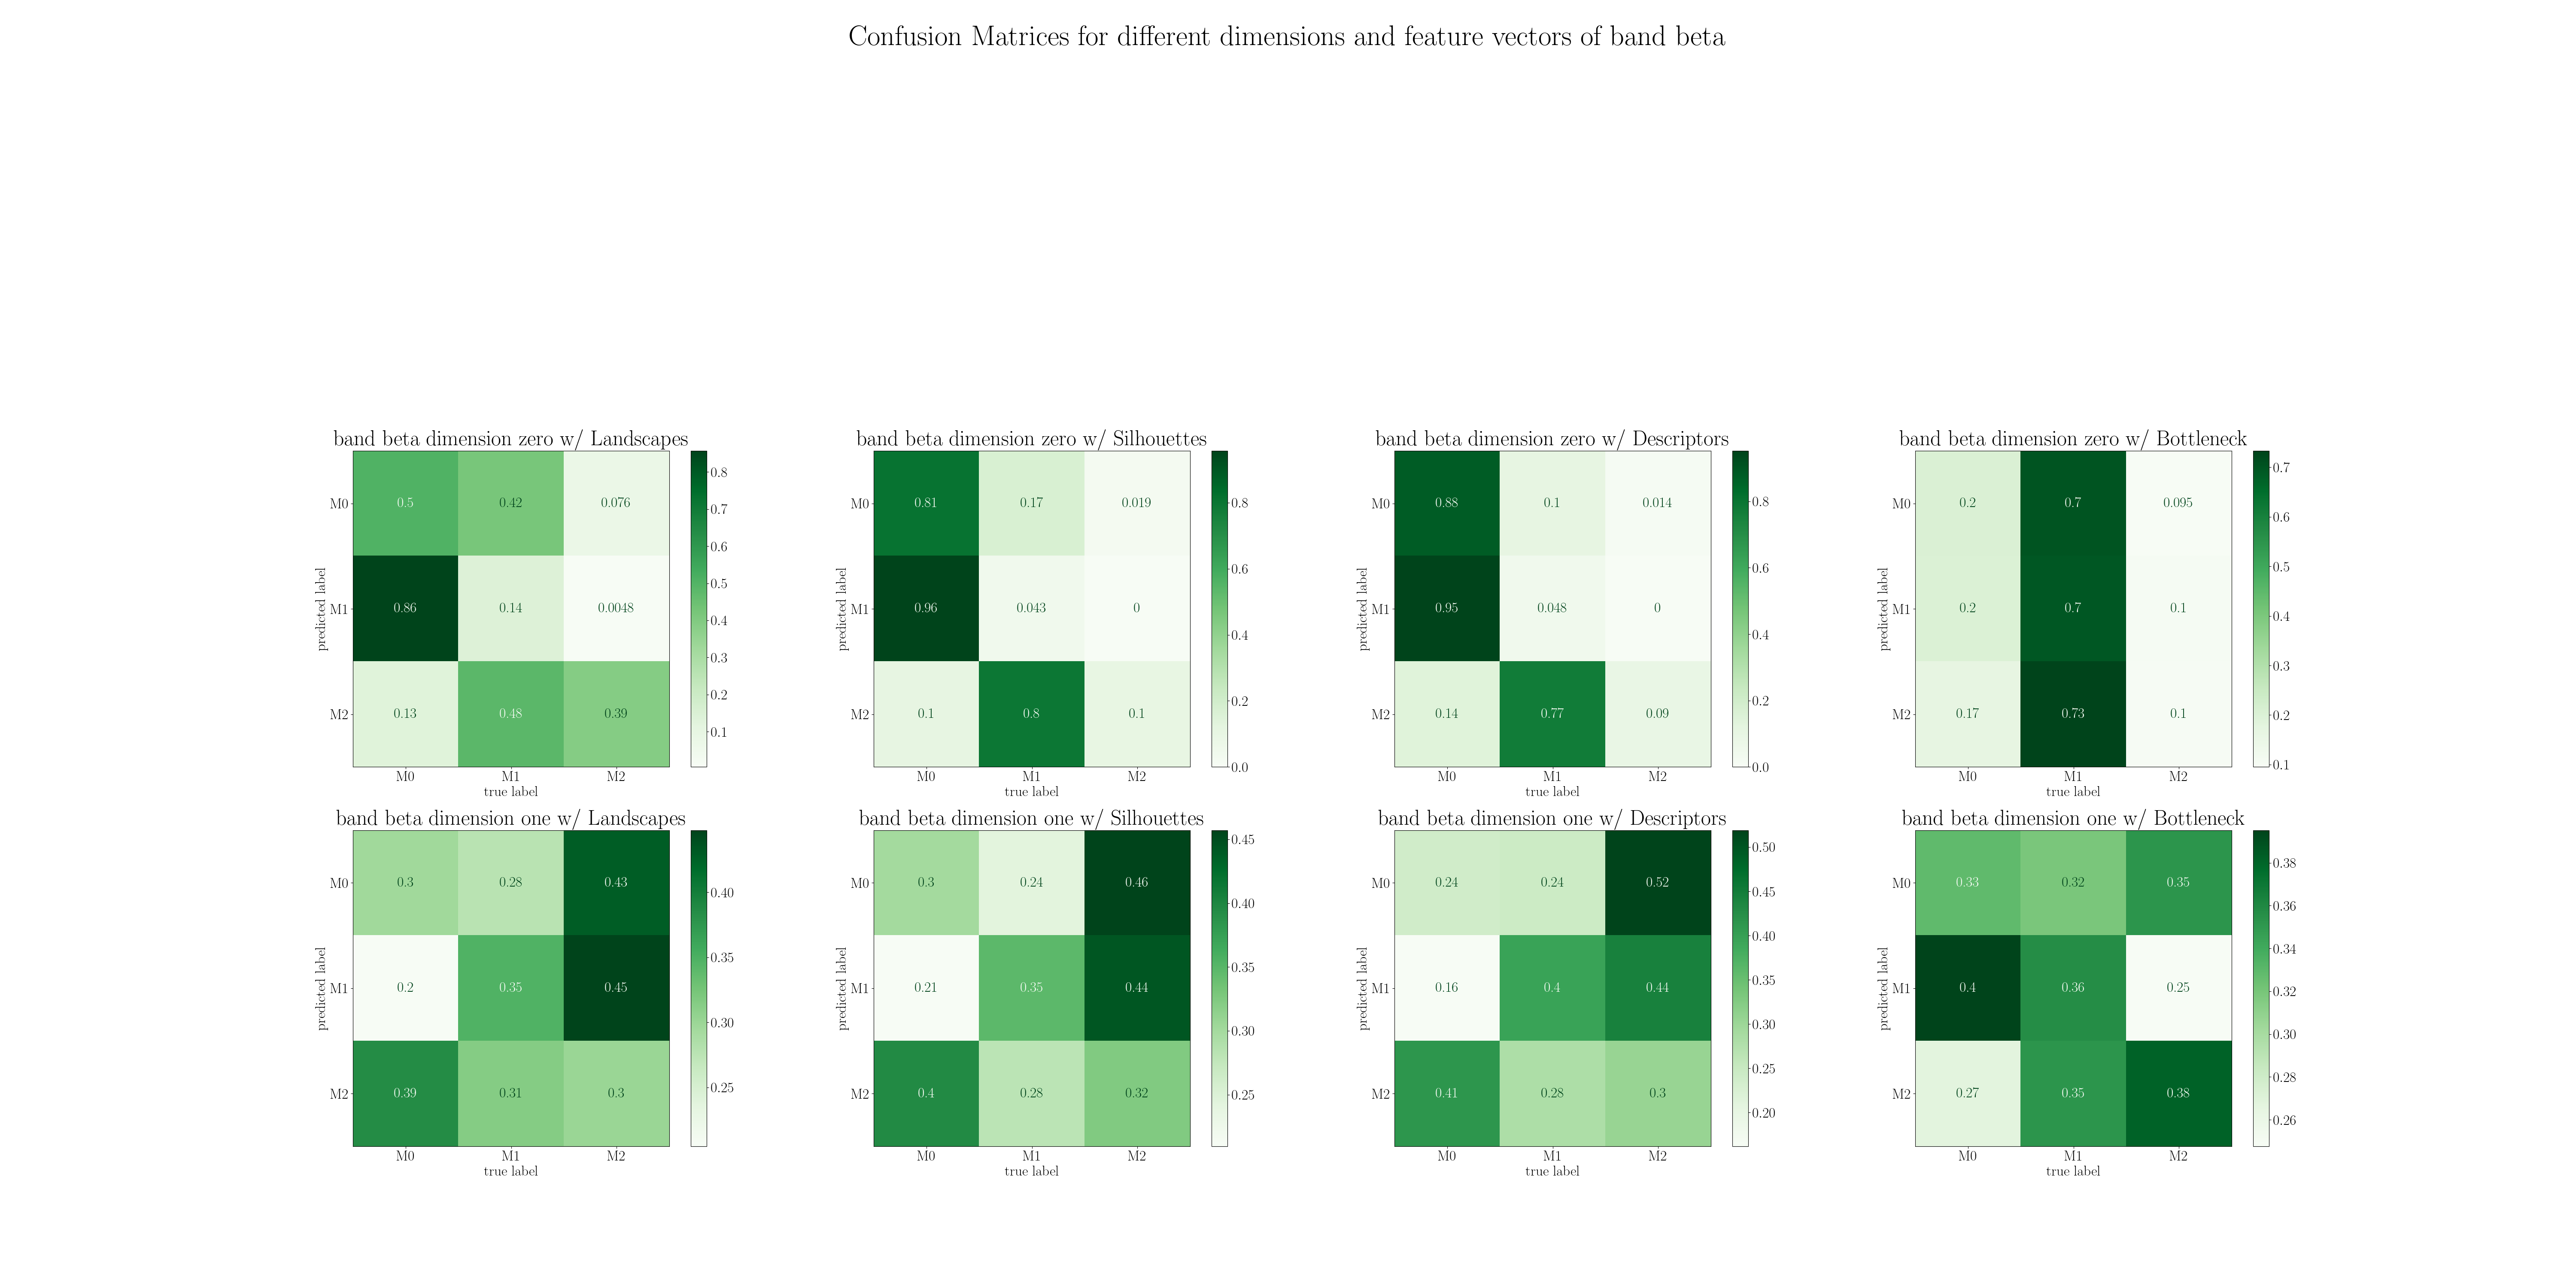 Confusion Matrices for different dimensions and feature vectors of band beta
band beta dimension zero w/ Landscapes
predicted label
M0 0.5 0.42 0.076
M1 0.86 0.14 0.0048
M2 0.13 0.48 0.39
M0 M1 M2
true label
0.8
0.7
0.6
0.5
0.4
0.3
0.2
0.1
band beta dimension zero w/ Silhouettes
predicted label
M0 0.81 0.17 0.019
M1 0.96 0.043 0
M2 0.1 0.8 0.1
M0 M1 M2
true label
0.8
0.6
0.4
0.2
0.0
band beta dimension zero w/ Descriptors
predicted label
M0 0.88 0.1 0.014
M1 0.95 0.048 0
M2 0.14 0.77 0.09
M0 M1 M2
true label
0.8
0.6
0.4
0.2
0.0
band beta dimension zero w/ Bottleneck
predicted label
M0 0.2 0.7 0.095
M1 0.2 0.7 0.1
M2 0.17 0.73 0.1
M0 M1 M2
true label
0.7
0.6
0.5
0.4
0.3
0.2
0.1
band beta dimension one w/ Landscapes
predicted label
M0 0.3 0.28 0.43
M1 0.2 0.35 0.45
M2 0.39 0.31 0.3
M0 M1 M2
true label
0.40
0.35
0.30
0.25
band beta dimension one w/ Silhouettes
predicted label
M0 0.3 0.24 0.46
M1 0.21 0.35 0.44
M2 0.4 0.28 0.32
M0 M1 M2
true label
0.45
0.40
0.35
0.30
0.25
band beta dimension one w/ Descriptors
predicted label
M0 0.24 0.24 0.52
M1 0.16 0.4 0.44
M2 0.41 0.28 0.3
M0 M1 M2
true label
0.50
0.45
0.40
0.35
0.30
0.25
0.20
band beta dimension one w/ Bottleneck
predicted label
M0 0.33 0.32 0.35
M1 0.4 0.36 0.25
M2 0.27 0.35 0.38
M0 M1 M2
true label
0.38
0.36
0.34
0.32
0.30
0.28
0.26